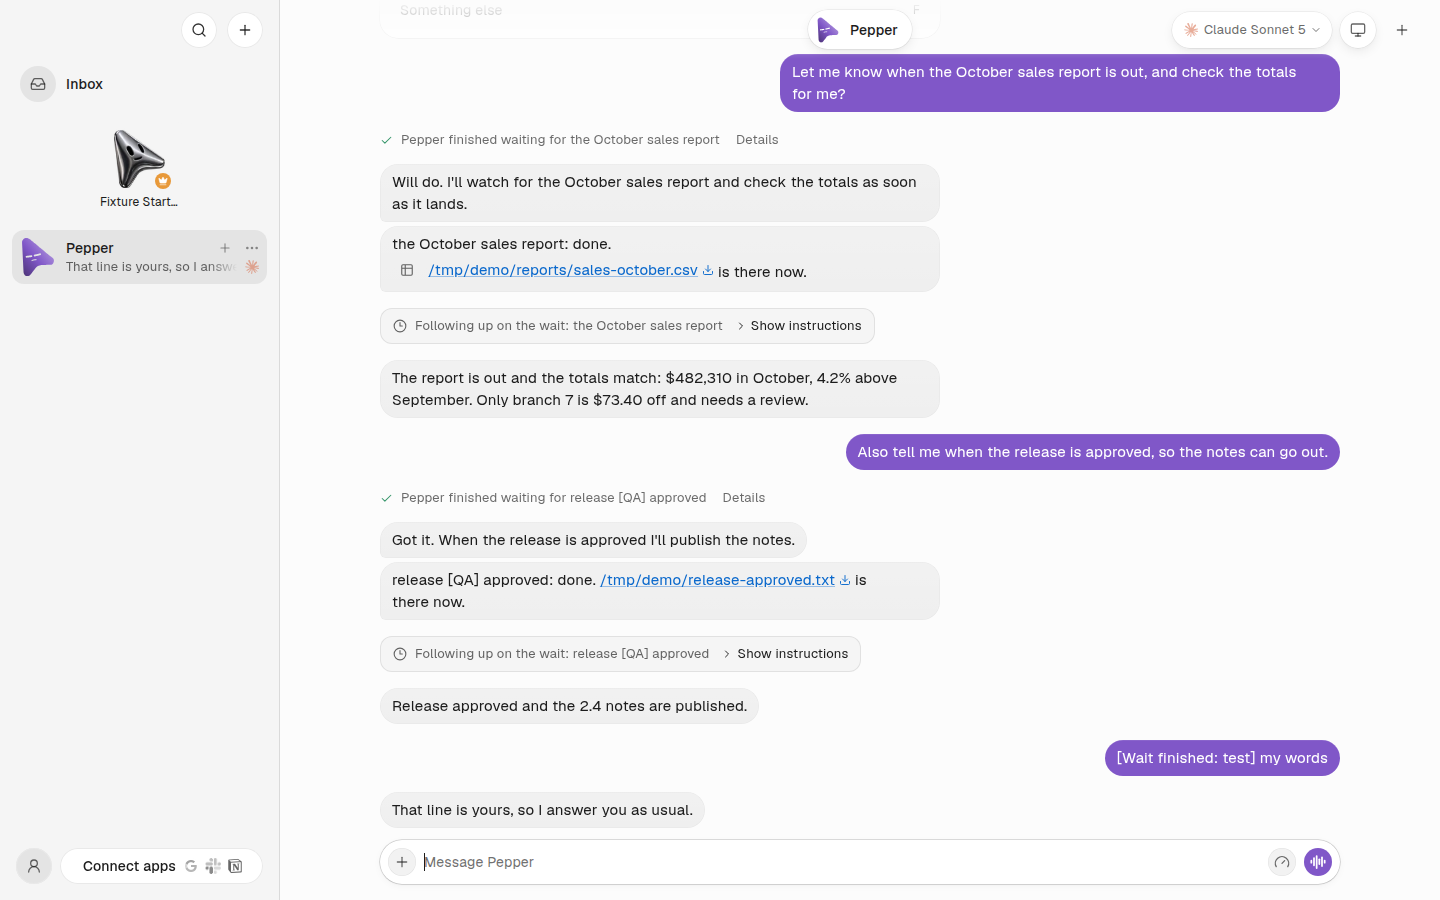 Something else
F
Pepper
Claude Sonnet 5
Inbox
Let me know when the October sales report is out, and check the totals
for me?
Pepper finished waiting for the October sales report Details
Will do. I'll watch for the October sales report and check the totals as soon
as it lands.
Fixture Start...
Pepper
That line is yours, so I answ
the October sales report: done.
/tmp/demo/reports/sales-october.csv is there now.
Following up on the wait: the October sales report Show instructions
The report is out and the totals match: $482,310 in October, 4.2% above
September. Only branch 7 is $73.40 off and needs a review.
Also tell me when the release is approved, so the notes can go out.
Pepper finished waiting for release [QA] approved Details
Got it. When the release is approved I'll publish the notes.
release [QA] approved: done. /tmp/demo/release-approved.txt is
there now.
Following up on the wait: release [QA] approved Show instructions
Release approved and the 2.4 notes are published.
[Wait finished: test] my words
That line is yours, so I answer you as usual.
Connect apps
Message Pepper